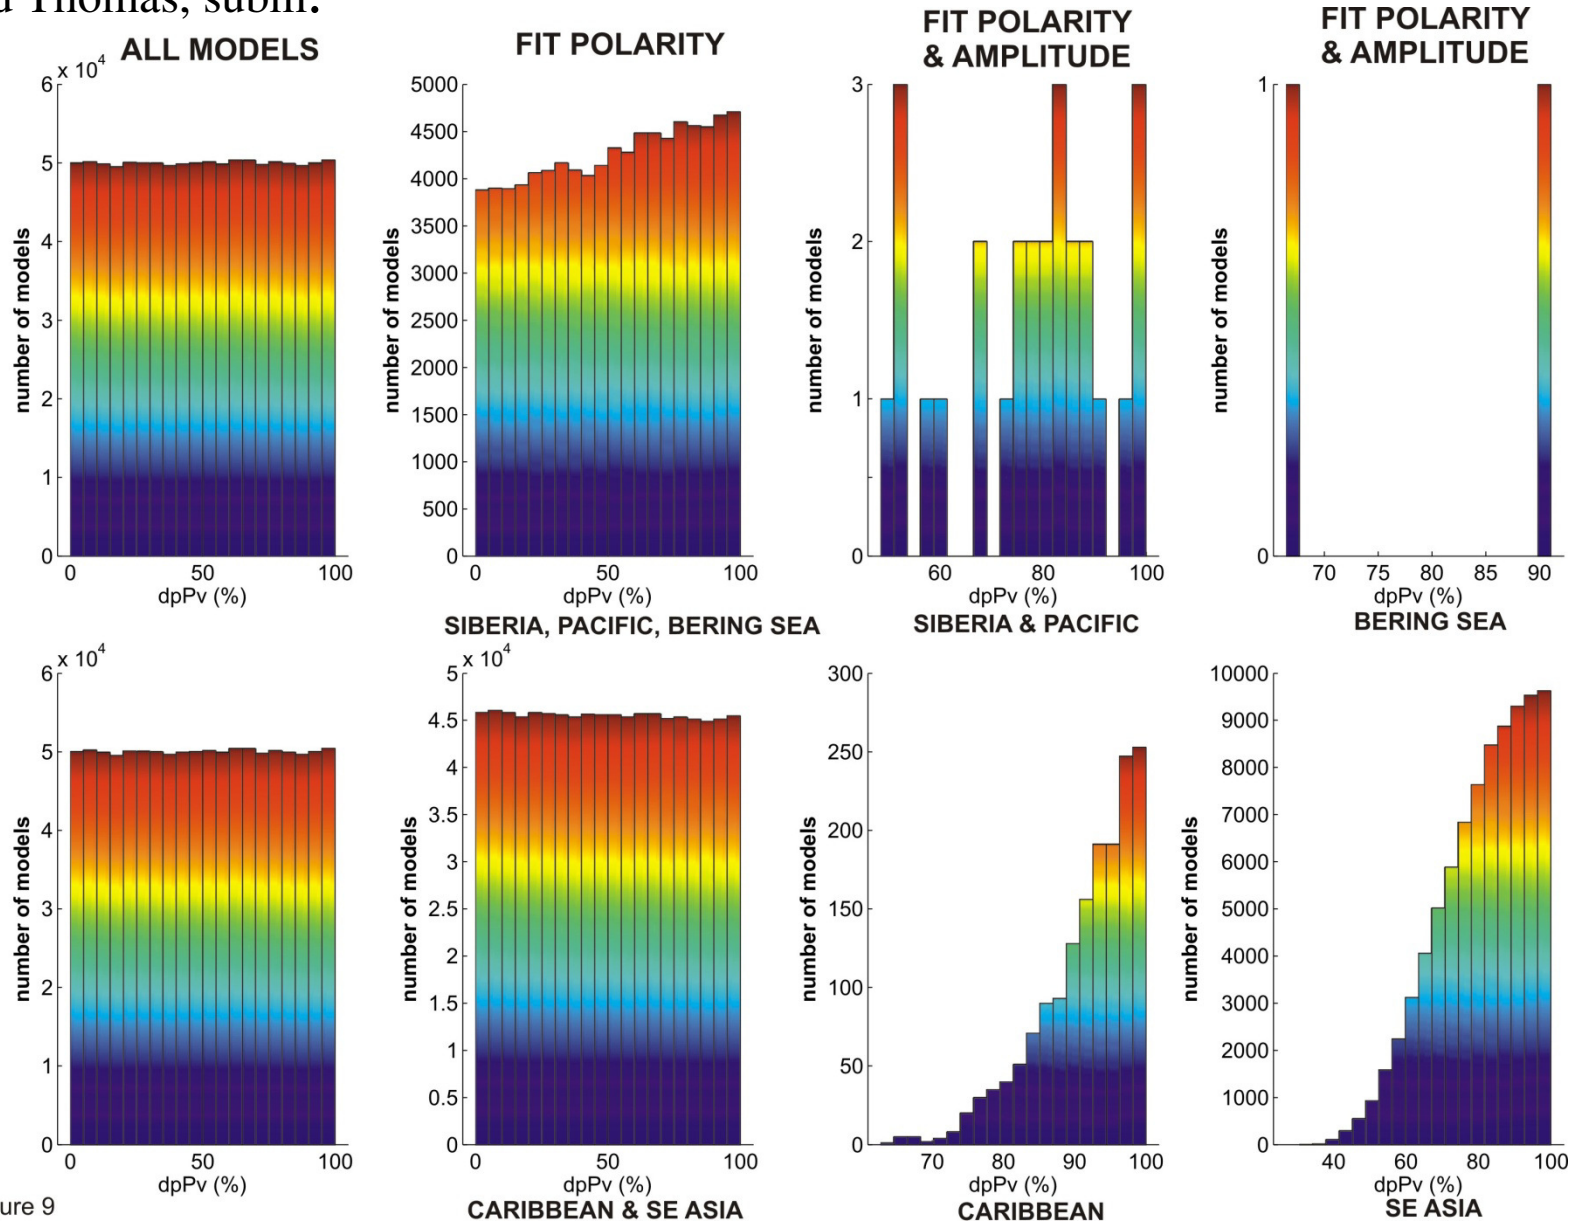 Thomas, subm.
ALL MODELS
FIT POLARITY
FIT POLARITY
& AMPLITUDE
FIT POLARITY
& AMPLITUDE
x 10^4
6
5
4
3
2
1
0
number of models
0 50 100
dpPv (%)
5000
4500
4000
3500
3000
2500
2000
1500
1000
500
0
number of models
0 50 100
dpPv (%)
SIBERIA, PACIFIC, BERING SEA
3
2
1
0
number of models
60 80 100
dpPv (%)
SIBERIA & PACIFIC
1
0
number of models
70 75 80 85 90
dpPv (%)
BERING SEA
x 10^4
6
5
4
3
2
1
0
number of models
0 50 100
dpPv (%)
x 10^4
5
4.5
4
3.5
3
2.5
2
1.5
1
0.5
0
number of models
0 50 100
dpPv (%)
CARIBBEAN & SE ASIA
300
250
200
150
100
50
0
number of models
70 80 90 100
dpPv (%)
CARIBBEAN
10000
9000
8000
7000
6000
5000
4000
3000
2000
1000
0
number of models
40 60 80 100
dpPv (%)
SE ASIA
ure 9